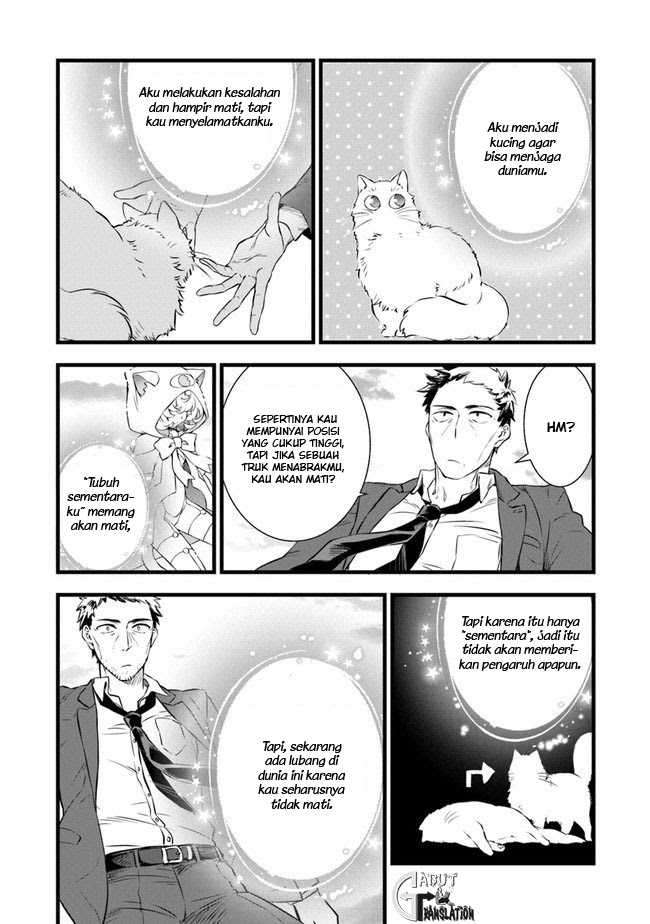 Aku menjadi
kucing agar
bisa menjaga
duniamu.
Aku melakukan kesalahan
dan hampir mati, tapi
kau menyelamatkanku.
HM?
SEPERTINYA KAU
MEMPUNYAI POSISI
YANG CUKUP TINGGI,
TAPI JIKA SEBUAH
TRUK MENABRAKMU,
KAU AKAN MATI?
"Tubuh
sementara-
ku" memang
akan mati,
Tapi karena itu hanya
"sementara", Jadi itu
tidak akan memberi-
kan pengaruh apapun.
Tapi, sekarang
ada lubang di
dunia ini karena
kau seharusnya
tidak mati.
GABUT
TRANSLATION